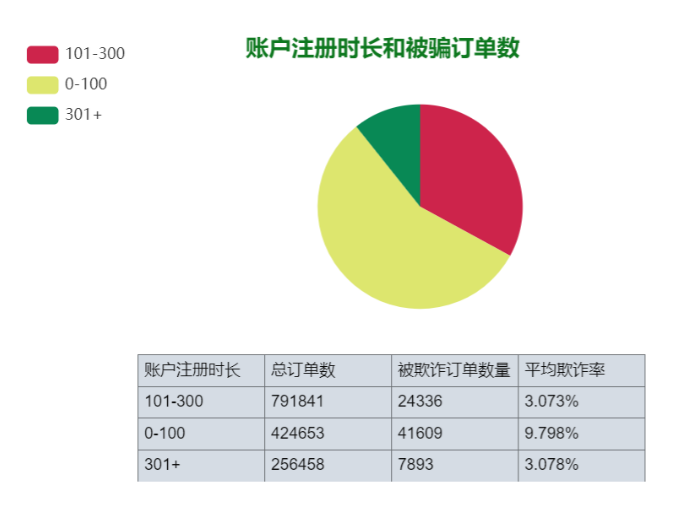 账户注册时长和被骗订单数
101-300
0-100
301+
账户注册时长 总订单数 被欺诈订单数量 平均欺诈率
101-300 791841 24336 3.073%
0-100 424653 41609 9.798%
301+ 256458 7893 3.078%